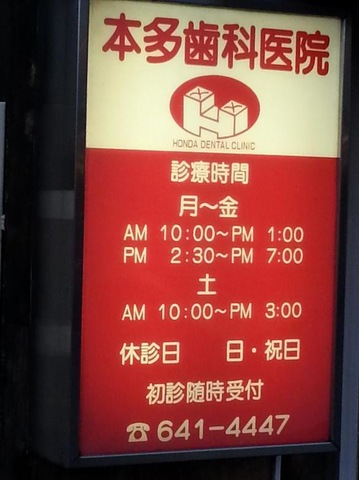 本多歯科医院
HONDA DENTAL CLINIC
診療時間
月～金
AM 10:00～PM 1:00
PM 2:30～PM 7:00
土
AM 10:00～PM 3:00
休診日 日・祝日
初診随時受付
☎641-4447